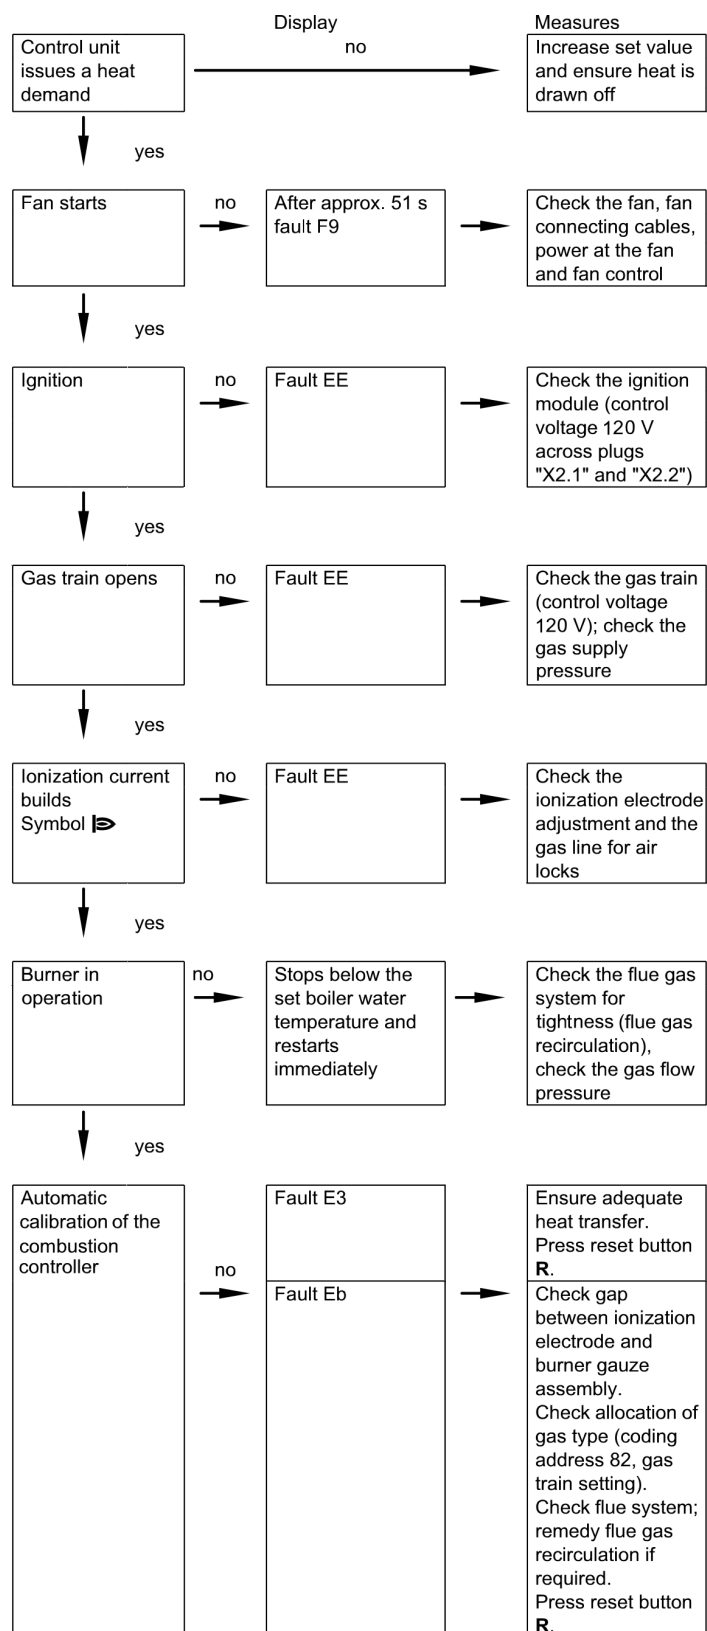 Display
Measures
Control unit
issues a heat
demand
no
Increase set value
and ensure heat is
drawn off
yes
Fan starts
no
After approx. 51 s
fault F9
Check the fan, fan
connecting cables,
power at the fan
and fan control
yes
Ignition
no
Fault EE
Check the ignition
module (control
voltage 120 V
across plugs
"X2.1" and "X2.2")
yes
Gas train opens
no
Fault EE
Check the gas train
(control voltage
120 V); check the
gas supply
pressure
yes
Ionization current
builds
Symbol
no
Fault EE
Check the
ionization electrode
adjustment and the
gas line for air
locks
yes
Burner in
operation
no
Stops below the
set boiler water
temperature and
restarts
immediately
Check the flue gas
system for
tightness (flue gas
recirculation),
check the gas flow
pressure
yes
Automatic
calibration of the
combustion
controller
no
Fault E3
Ensure adequate
heat transfer.
Press reset button
R.
Fault Eb
Check gap
between ionization
electrode and
burner gauze
assembly.
Check allocation of
gas type (coding
address 82, gas
train setting).
Check flue system;
remedy flue gas
recirculation if
required.
Press reset button
R.